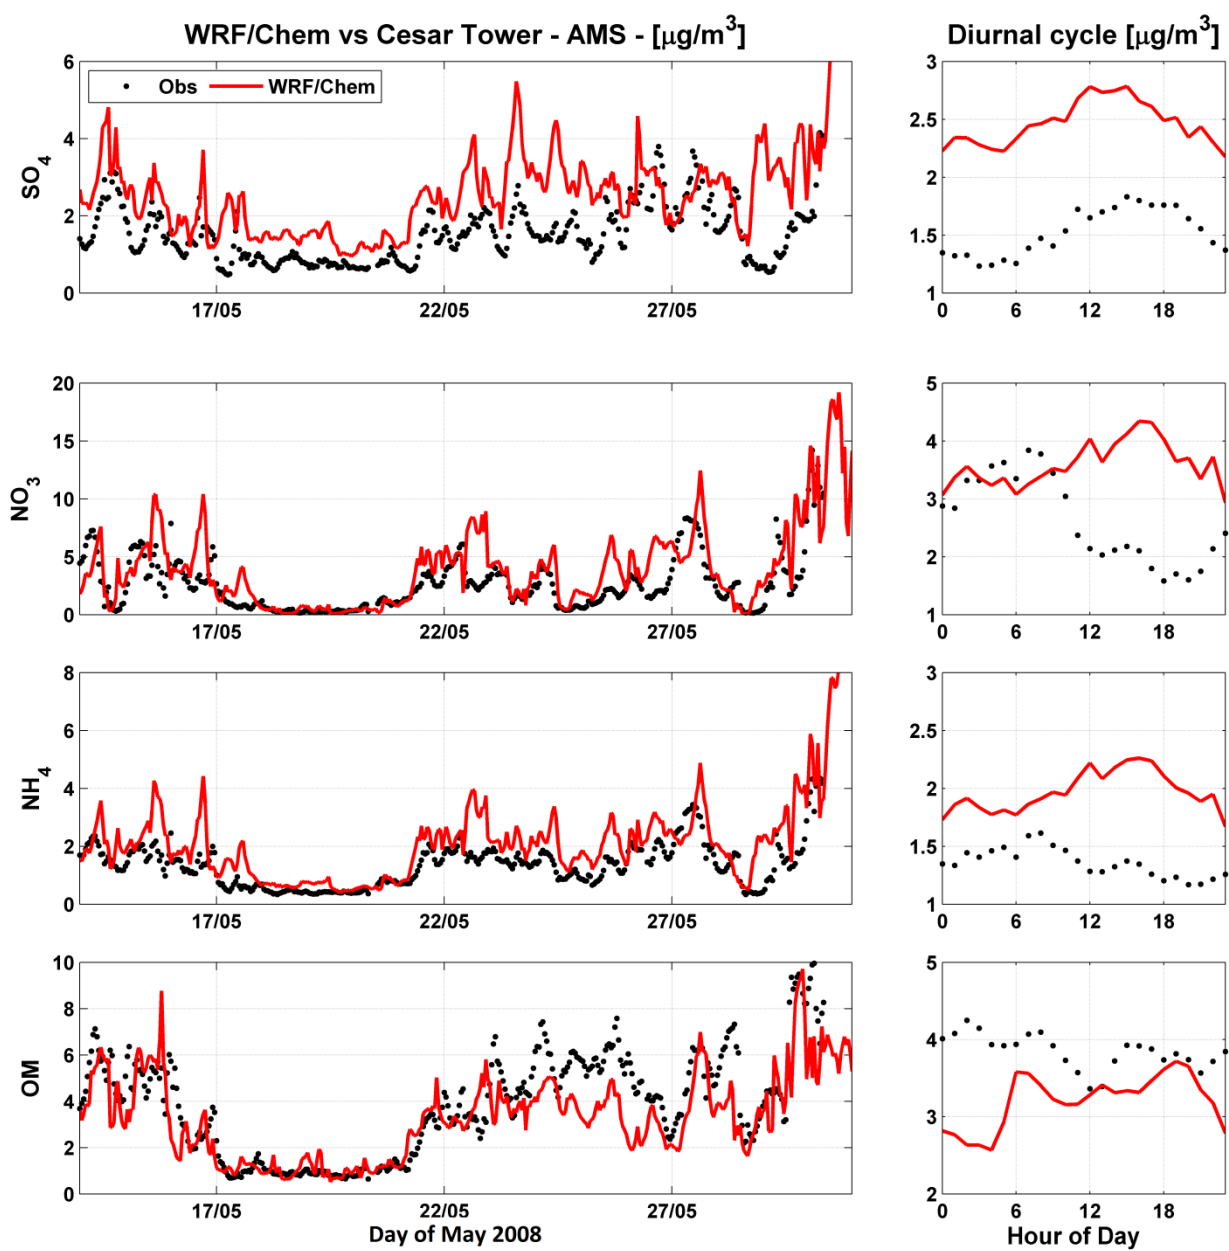 WRF/Chem vs Cesar Tower - AMS - [μg/m³]
Diurnal cycle [μg/m³]
Obs WRF/Chem
SO₄
6
4
2
0
17/05 22/05 27/05
3
2.5
2
1.5
1
0 6 12 18
NO₃
20
15
10
5
0
17/05 22/05 27/05
5
4
3
2
1
0 6 12 18
NH₄
8
6
4
2
0
17/05 22/05 27/05
3
2.5
2
1.5
1
0 6 12 18
OM
10
8
6
4
2
0
17/05 22/05 27/05
Day of May 2008
5
4
3
2
0 6 12 18
Hour of Day